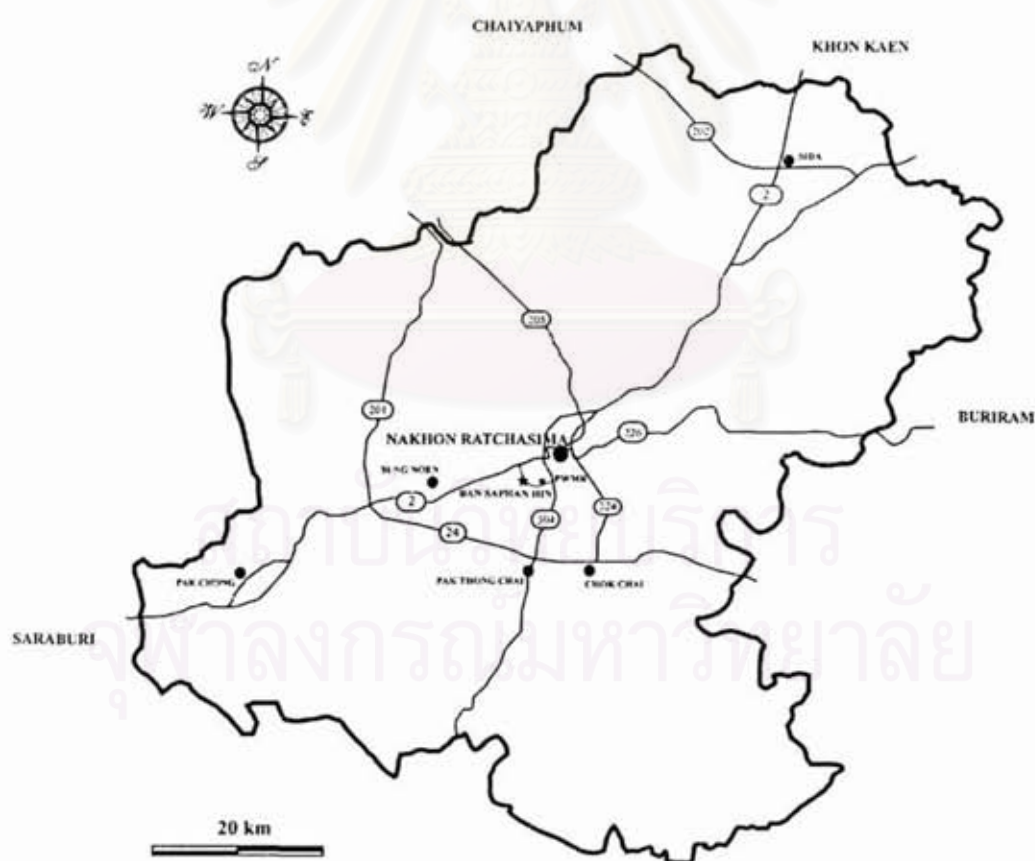 CHAIYAPHUM
KHON KAEN
N
W
E
S
202
SIDA
2
205
201
BURIRAM
226
NAKHON RATCHASIMA
SUNG NOEN
BAN SAPHAN HIN
2
304
224
24
PAK CHONG
PAK THONG CHAI
CHOK CHAI
SARABURI
สถาบันวิทยบริการ
จุฬาลงกรณ์มหาวิทยาลัย
20 km